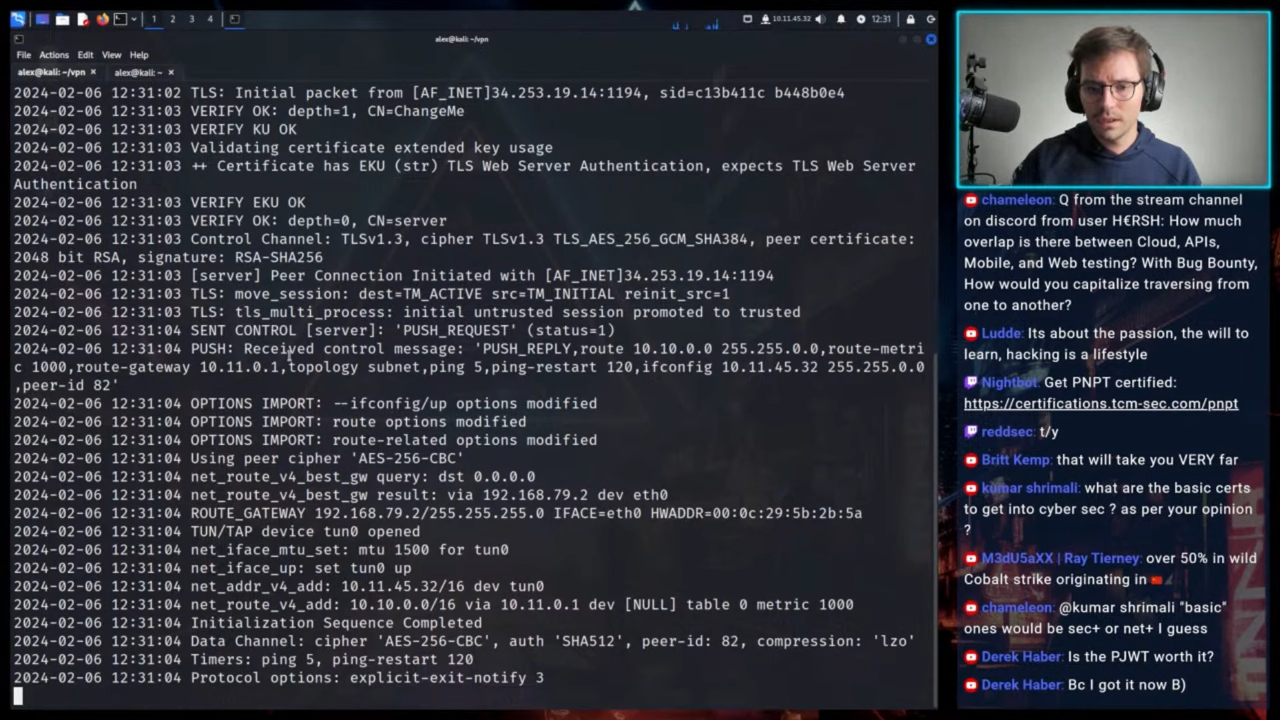 1 2 3 4
10.11.45.32
12:31
alex@kali: ~/vpn
File Actions Edit View Help
alex@kali: ~/vpn × alex@kali: ~ ×
2024-02-06 12:31:02 TLS: Initial packet from [AF_INET]34.253.19.14:1194, sid=c13b411c b448b0e4
2024-02-06 12:31:03 VERIFY OK: depth=1, CN=ChangeMe
2024-02-06 12:31:03 VERIFY KU OK
2024-02-06 12:31:03 Validating certificate extended key usage
2024-02-06 12:31:03 ++ Certificate has EKU (str) TLS Web Server Authentication, expects TLS Web Server
Authentication
2024-02-06 12:31:03 VERIFY EKU OK
2024-02-06 12:31:03 VERIFY OK: depth=0, CN=server
2024-02-06 12:31:03 Control Channel: TLSv1.3, cipher TLSv1.3 TLS_AES_256_GCM_SHA384, peer certificate:
2048 bit RSA, signature: RSA-SHA256
2024-02-06 12:31:03 [server] Peer Connection Initiated with [AF_INET]34.253.19.14:1194
2024-02-06 12:31:03 TLS: move_session: dest=TM_ACTIVE src=TM_INITIAL reinit_src=1
2024-02-06 12:31:03 TLS: tls_multi_process: initial untrusted session promoted to trusted
2024-02-06 12:31:04 SENT CONTROL [server]: 'PUSH_REQUEST' (status=1)
2024-02-06 12:31:04 PUSH: Received control message: 'PUSH_REPLY,route 10.10.0.0 255.255.0.0,route-metri
c 1000,route-gateway 10.11.0.1,topology subnet,ping 5,ping-restart 120,ifconfig 10.11.45.32 255.255.0.0
,peer-id 82'
2024-02-06 12:31:04 OPTIONS IMPORT: --ifconfig/up options modified
2024-02-06 12:31:04 OPTIONS IMPORT: route options modified
2024-02-06 12:31:04 OPTIONS IMPORT: route-related options modified
2024-02-06 12:31:04 Using peer cipher 'AES-256-CBC'
2024-02-06 12:31:04 net_route_v4_best_gw query: dst 0.0.0.0
2024-02-06 12:31:04 net_route_v4_best_gw result: via 192.168.79.2 dev eth0
2024-02-06 12:31:04 ROUTE_GATEWAY 192.168.79.2/255.255.255.0 IFACE=eth0 HWADDR=00:0c:29:5b:2b:5a
2024-02-06 12:31:04 TUN/TAP device tun0 opened
2024-02-06 12:31:04 net_iface_mtu_set: mtu 1500 for tun0
2024-02-06 12:31:04 net_iface_up: set tun0 up
2024-02-06 12:31:04 net_addr_v4_add: 10.11.45.32/16 dev tun0
2024-02-06 12:31:04 net_route_v4_add: 10.10.0.0/16 via 10.11.0.1 dev [NULL] table 0 metric 1000
2024-02-06 12:31:04 Initialization Sequence Completed
2024-02-06 12:31:04 Data Channel: cipher 'AES-256-CBC', auth 'SHA512', peer-id: 82, compression: 'lzo'
2024-02-06 12:31:04 Timers: ping 5, ping-restart 120
2024-02-06 12:31:04 Protocol options: explicit-exit-notify 3
chameleon: Q from the stream channel
on discord from user H€RSH: How much
overlap is there between Cloud, APIs,
Mobile, and Web testing? With Bug Bounty,
How would you capitalize traversing from
one to another?
Ludde: Its about the passion, the will to
learn, hacking is a lifestyle
Nightbot: Get PNPT certified:
https://certifications.tcm-sec.com/pnpt
reddsec: t/y
Britt Kemp: that will take you VERY far
kumar shrimali: what are the basic certs
to get into cyber sec ? as per your opinion
?
M3dU5aXX | Ray Tierney: over 50% in wild
Cobalt strike originating in
chameleon: @kumar shrimali "basic"
ones would be sec+ or net+ I guess
Derek Haber: Is the PJWT worth it?
Derek Haber: Bc I got it now B)